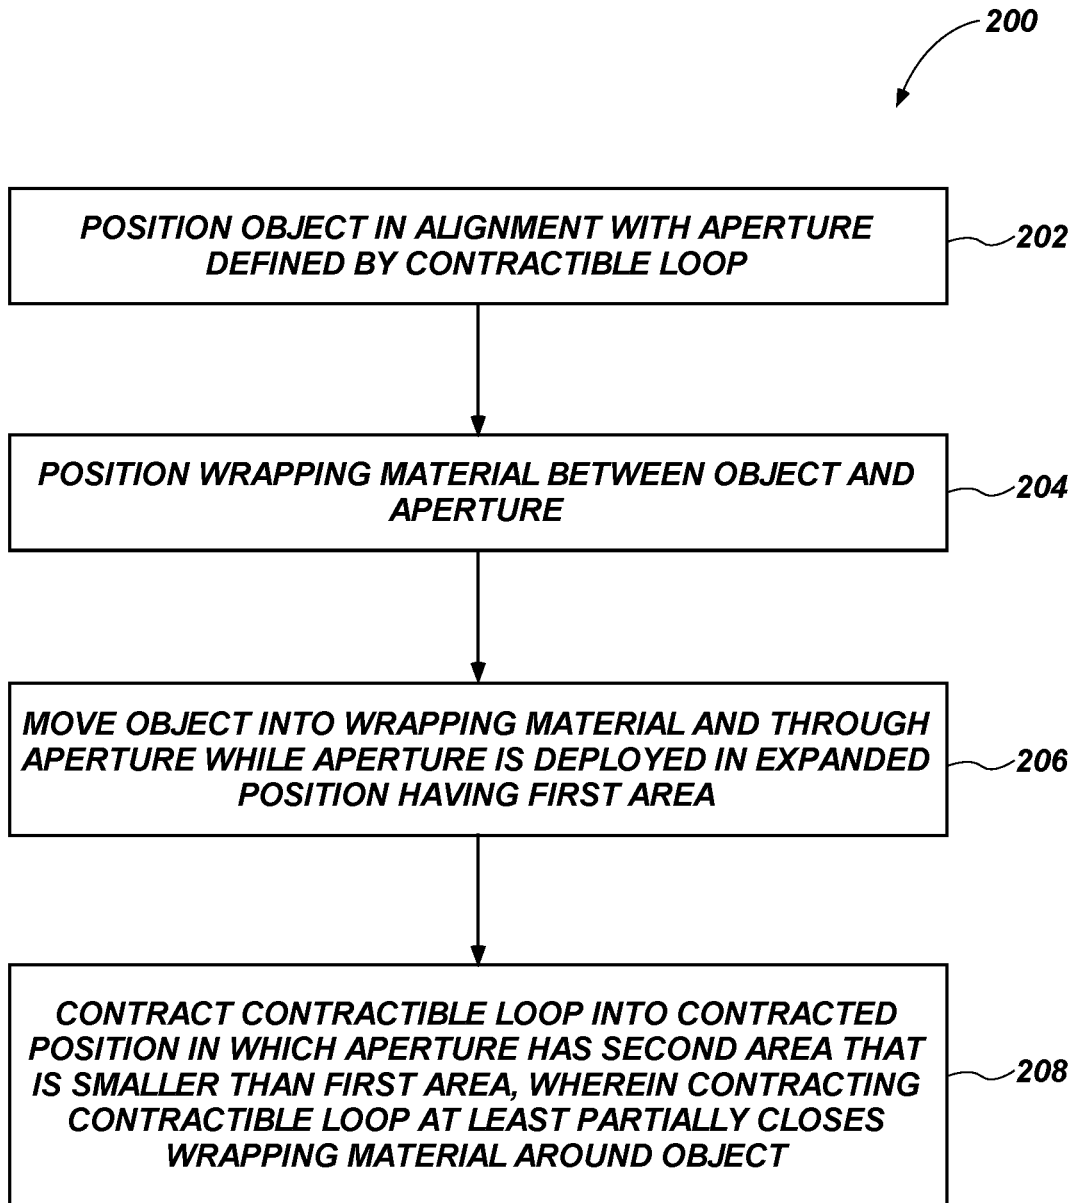 200
POSITION OBJECT IN ALIGNMENT WITH APERTURE
DEFINED BY CONTRACTIBLE LOOP
202
POSITION WRAPPING MATERIAL BETWEEN OBJECT AND
APERTURE
204
MOVE OBJECT INTO WRAPPING MATERIAL AND THROUGH
APERTURE WHILE APERTURE IS DEPLOYED IN EXPANDED
POSITION HAVING FIRST AREA
206
CONTRACT CONTRACTIBLE LOOP INTO CONTRACTED
POSITION IN WHICH APERTURE HAS SECOND AREA THAT
IS SMALLER THAN FIRST AREA, WHEREIN CONTRACTING
CONTRACTIBLE LOOP AT LEAST PARTIALLY CLOSES
WRAPPING MATERIAL AROUND OBJECT
208